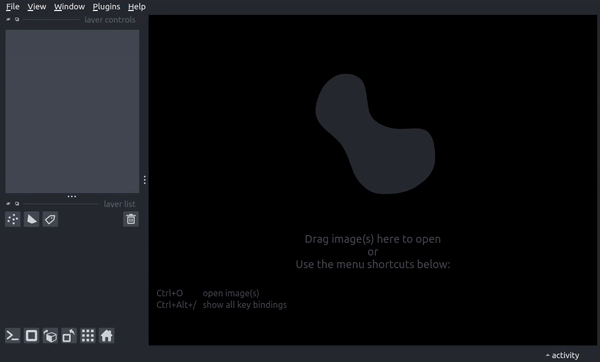 File View Window Plugins Help
layer controls
layer list
Drag image(s) here to open
or
Use the menu shortcuts below:
Ctrl+O open image(s)
Ctrl+Alt+/ show all key bindings
activity